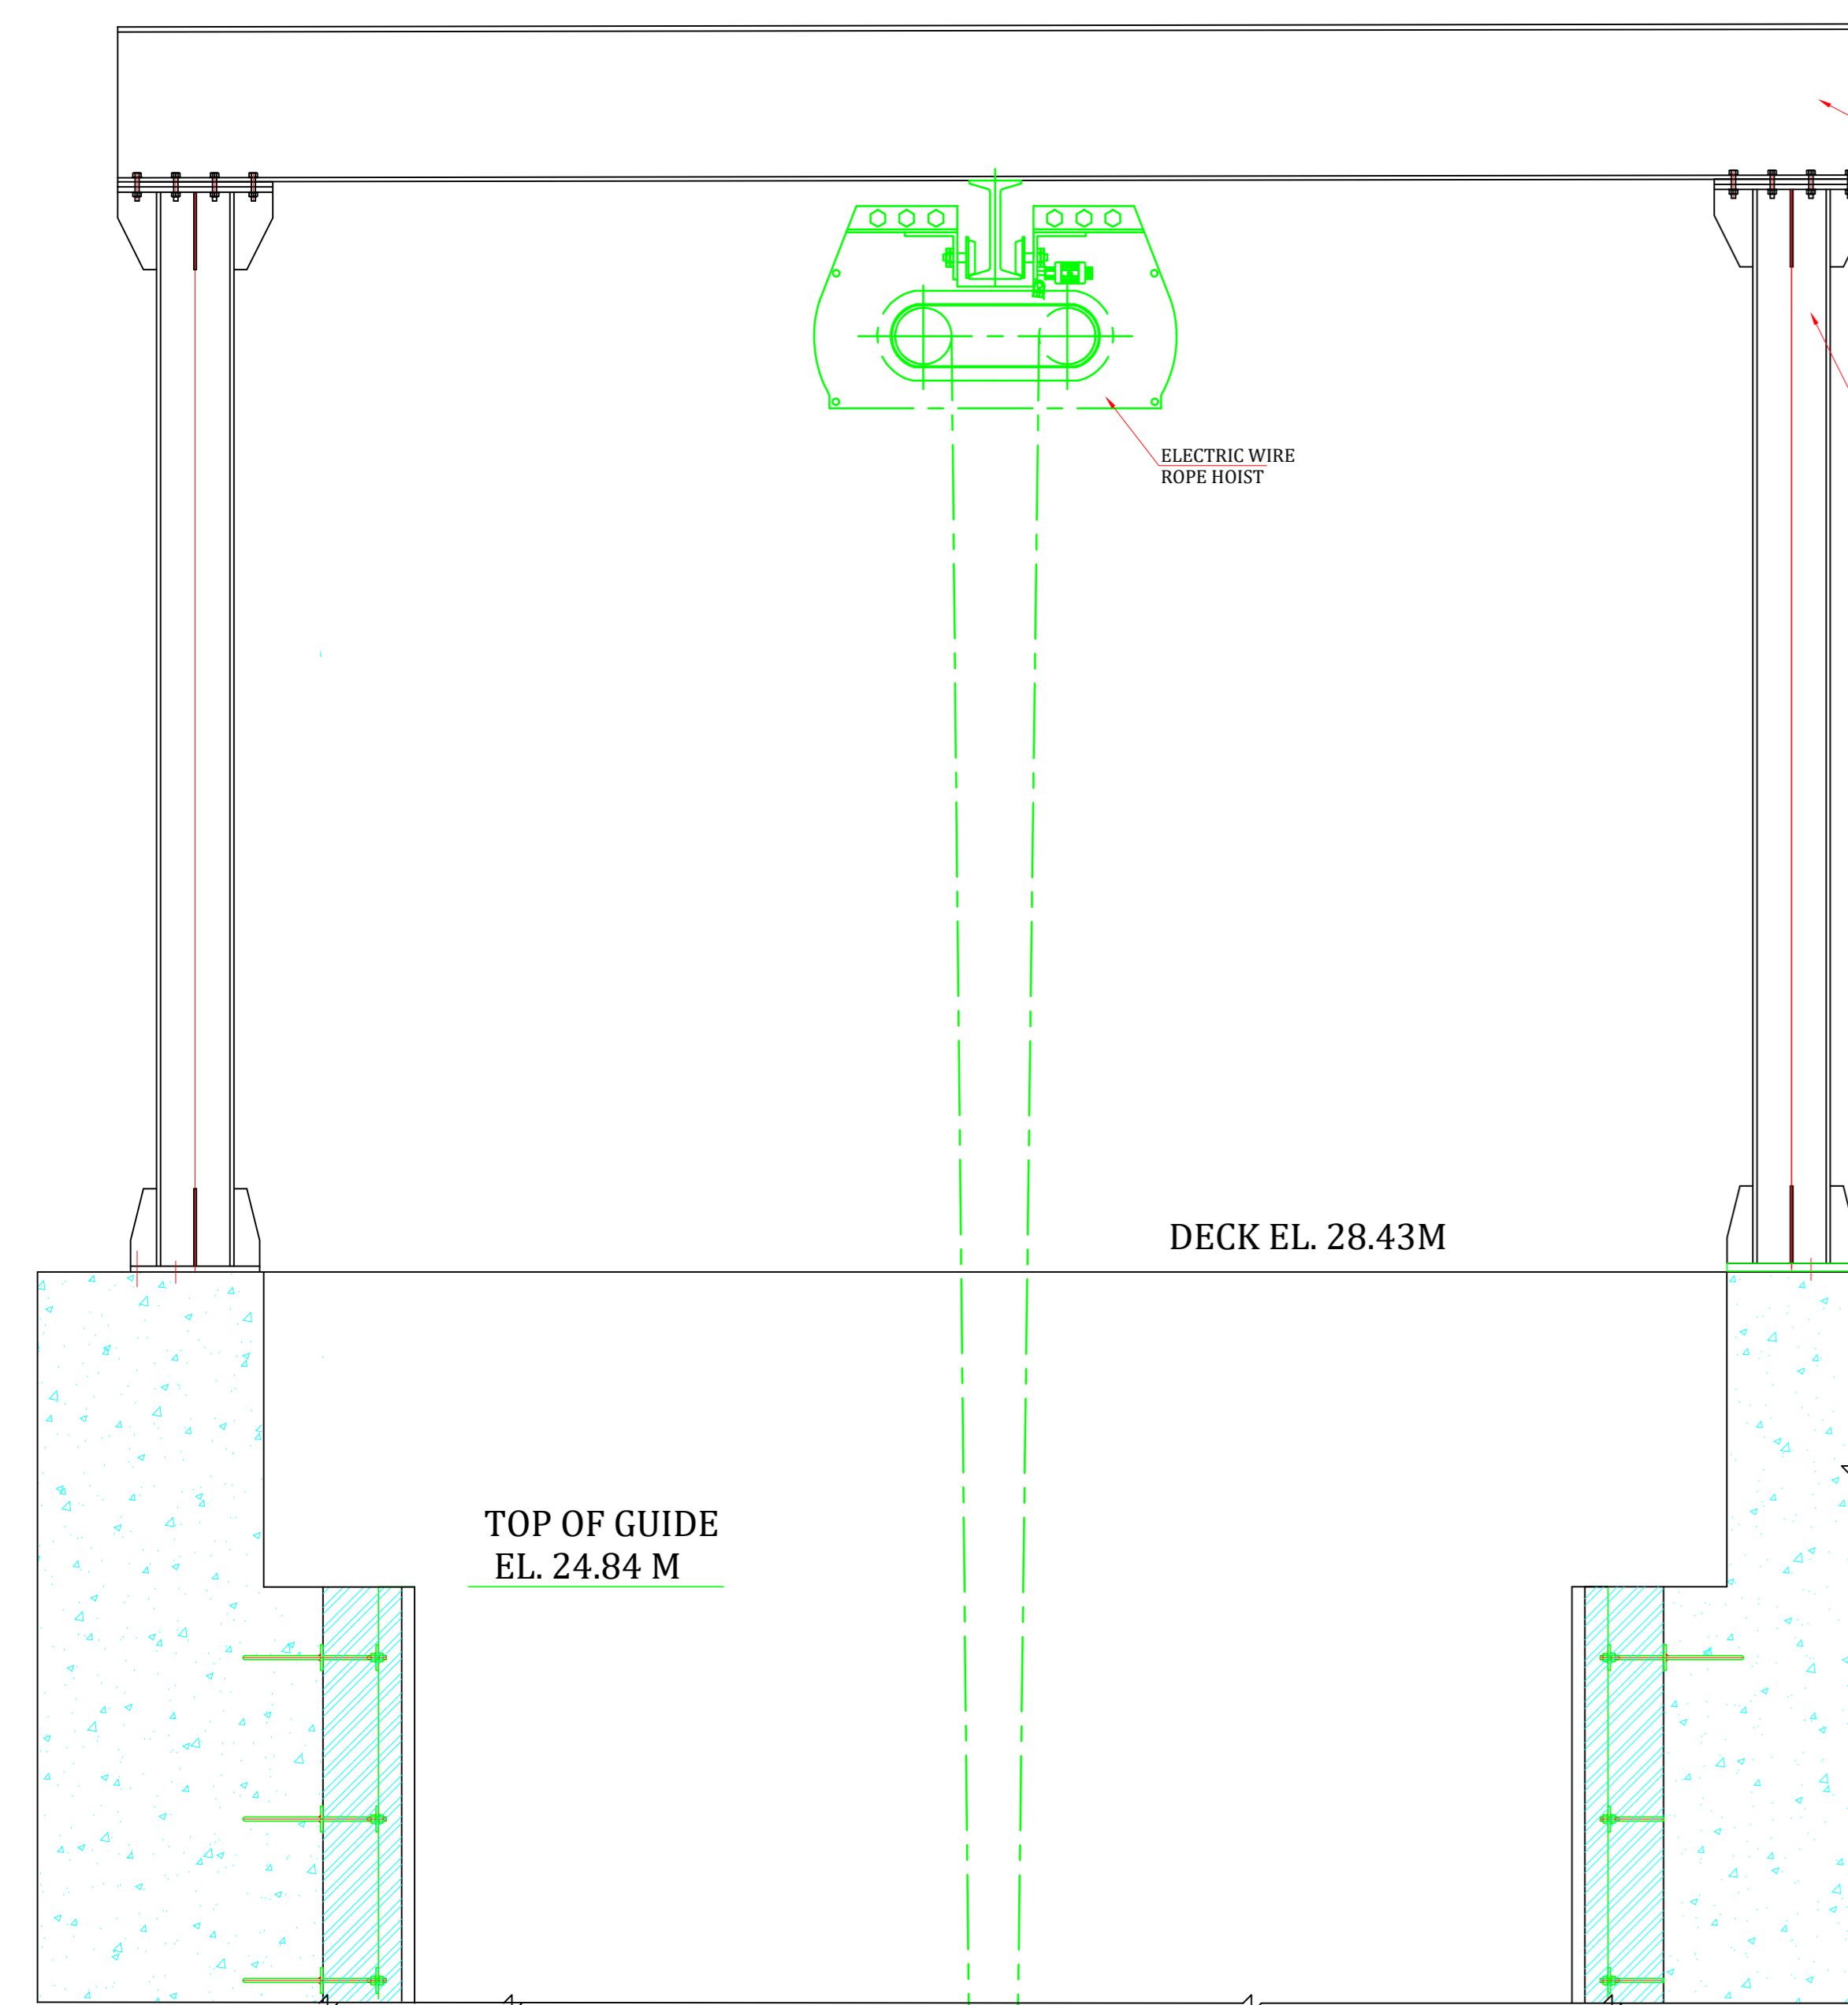 ELECTRIC WIRE
ROPE HOIST
DECK EL. 28.43M
TOP OF GUIDE
EL. 24.84 M